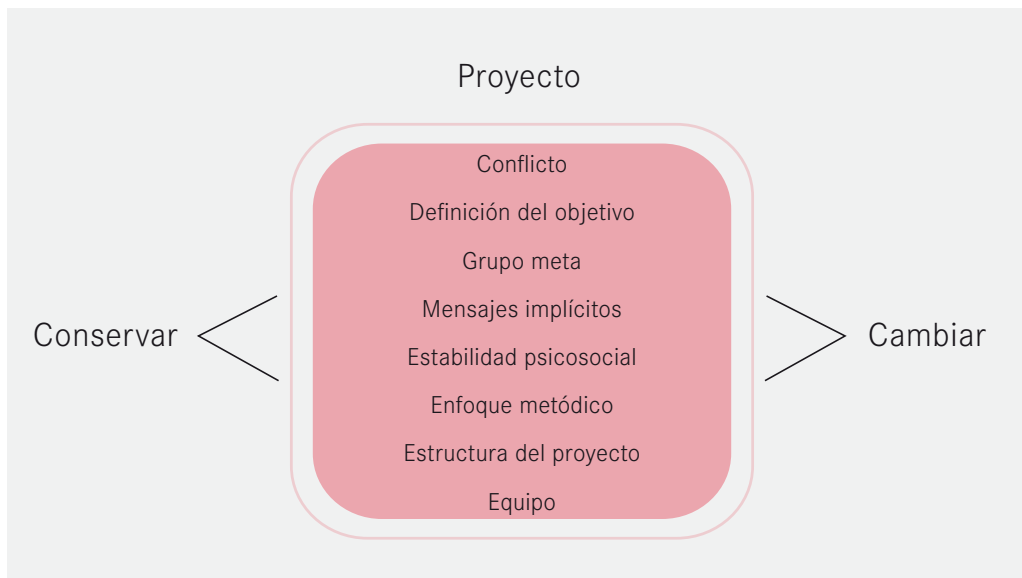 Proyecto
Conflicto
Definición del objetivo
Grupo meta
Mensajes implícitos
Conservar
Cambiar
Estabilidad psicosocial
Enfoque metódico
Estructura del proyecto
Equipo